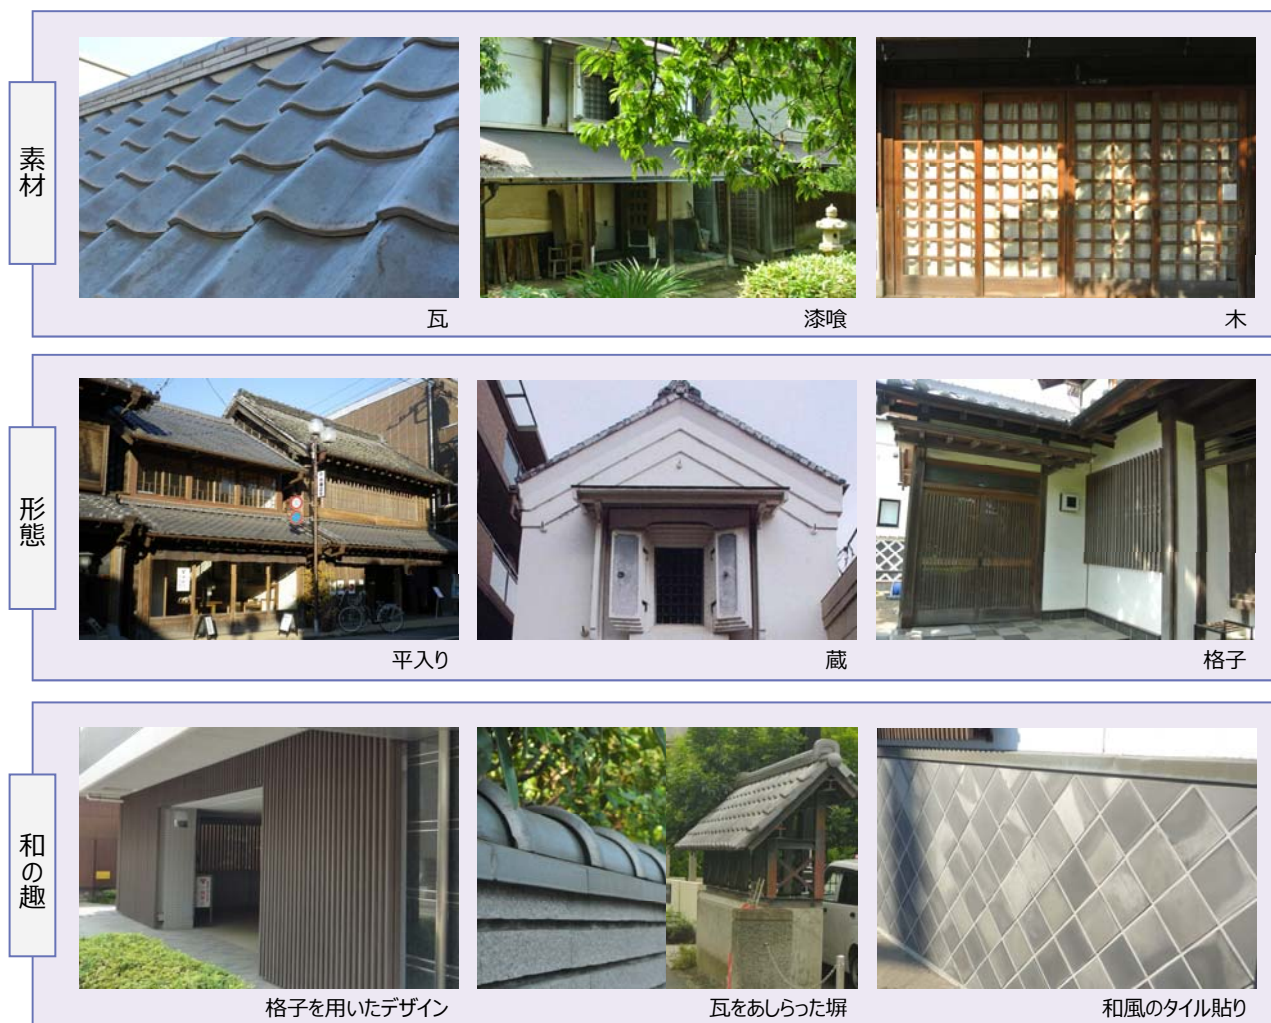 素材
瓦
漆喰
木
形態
平入り
蔵
格子
和の趣
格子を用いたデザイン
瓦をあしらった塀
和風のタイル貼り